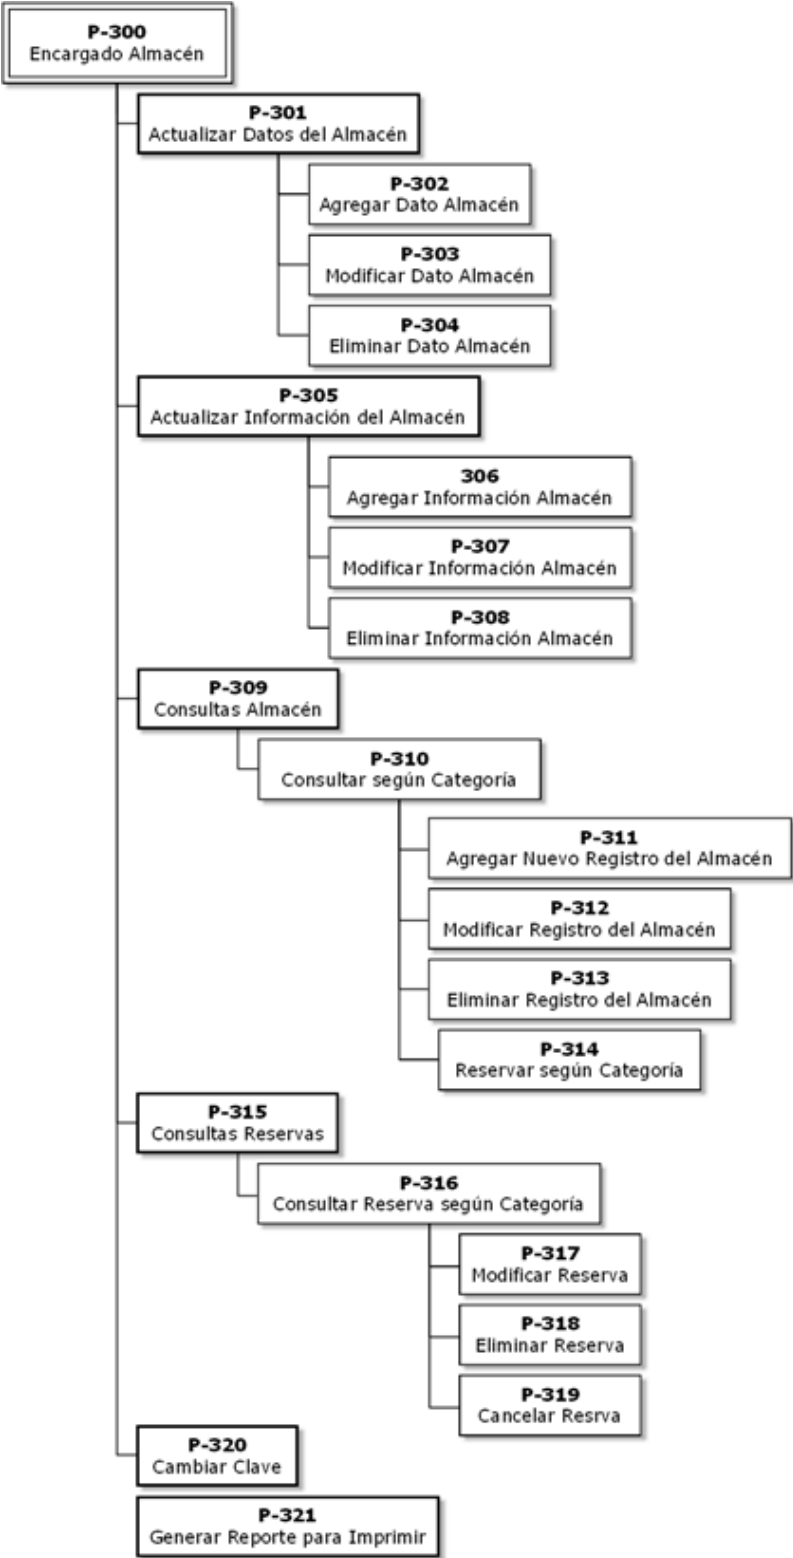 P-300
Encargado Almacén
P-301
Actualizar Datos del Almacén
P-302
Agregar Dato Almacén
P-303
Modificar Dato Almacén
P-304
Eliminar Dato Almacén
P-305
Actualizar Información del Almacén
306
Agregar Información Almacén
P-307
Modificar Información Almacén
P-308
Eliminar Información Almacén
P-309
Consultas Almacén
P-310
Consultar según Categoría
P-311
Agregar Nuevo Registro del Almacén
P-312
Modificar Registro del Almacén
P-313
Eliminar Registro del Almacén
P-314
Reservar según Categoría
P-315
Consultas Reservas
P-316
Consultar Reserva según Categoría
P-317
Modificar Reserva
P-318
Eliminar Reserva
P-319
Cancelar Resrva
P-320
Cambiar Clave
P-321
Generar Reporte para Imprimir